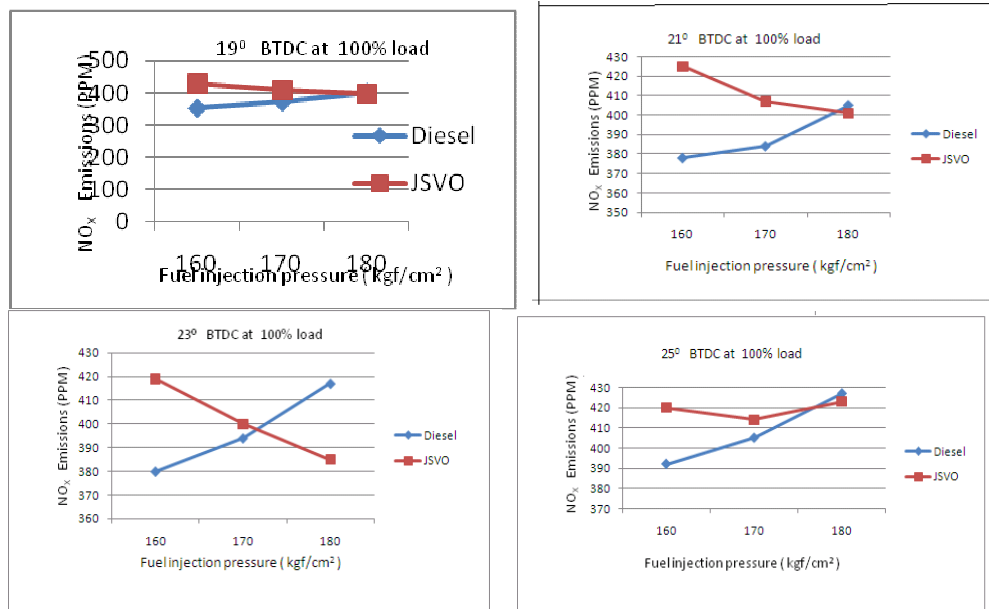 19⁰ BTDC at 100% load
NOX Emissions (PPM)
500
400
300
200
100
0
160 170 180
Fuel injection pressure ( kgf/cm²)
Diesel
JSVO
21⁰ BTDC at 100% load
NOX Emissions (PPM)
430
420
410
400
390
380
370
360
350
160 170 180
Fuel injection pressure ( kgf/cm²)
Diesel
JSVO
23⁰ BTDC at 100% load
NOX Emissions (PPM)
430
420
410
400
390
380
370
360
160 170 180
Fuel injection pressure ( kgf/cm²)
Diesel
JSVO
25⁰ BTDC at 100% load
NOX Emissions (PPM)
430
420
410
400
390
380
370
160 170 180
Fuel injection pressure ( kgf/cm²)
Diesel
JSVO